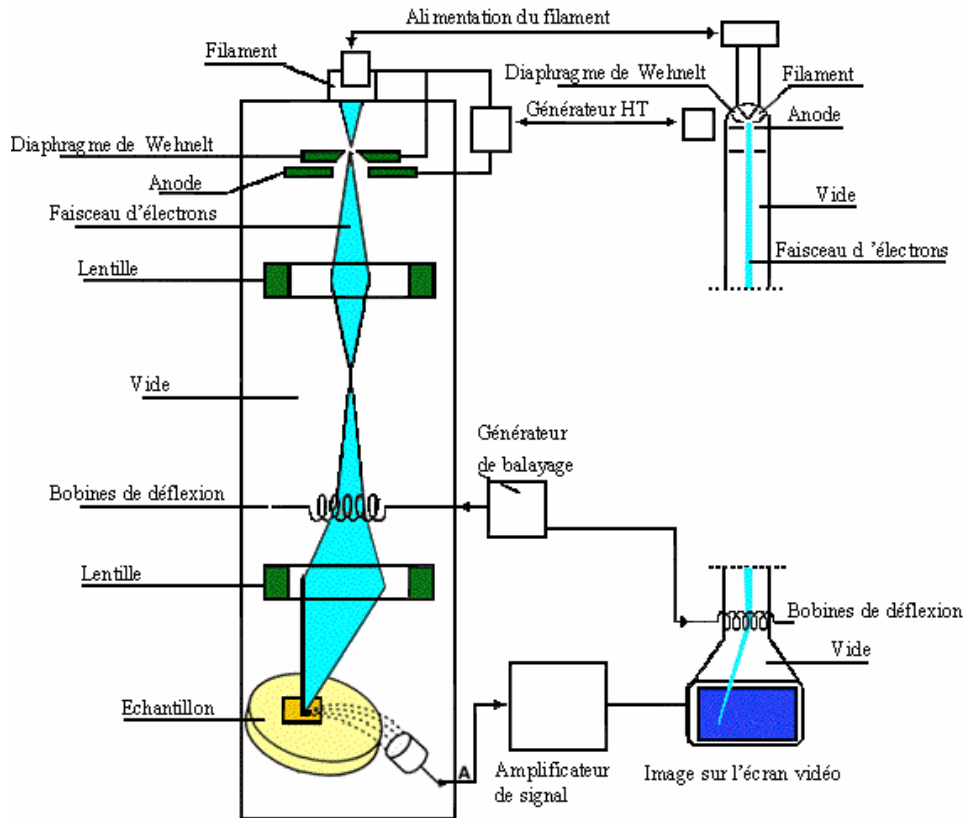 Alimentation du filament
Filament
Diaphragme de Wehnelt
Filament
Générateur HT
Anode
Diaphragme de Wehnelt
Anode
Vide
Faisceau d'électrons
Faisceau d 'électrons
Lentille
Vide
Générateur
de balayage
Bobines de déflexion
Lentille
Bobines de déflexion
Vide
Echantillon
A
Amplificateur
de signal
Image sur l'écran vidéo